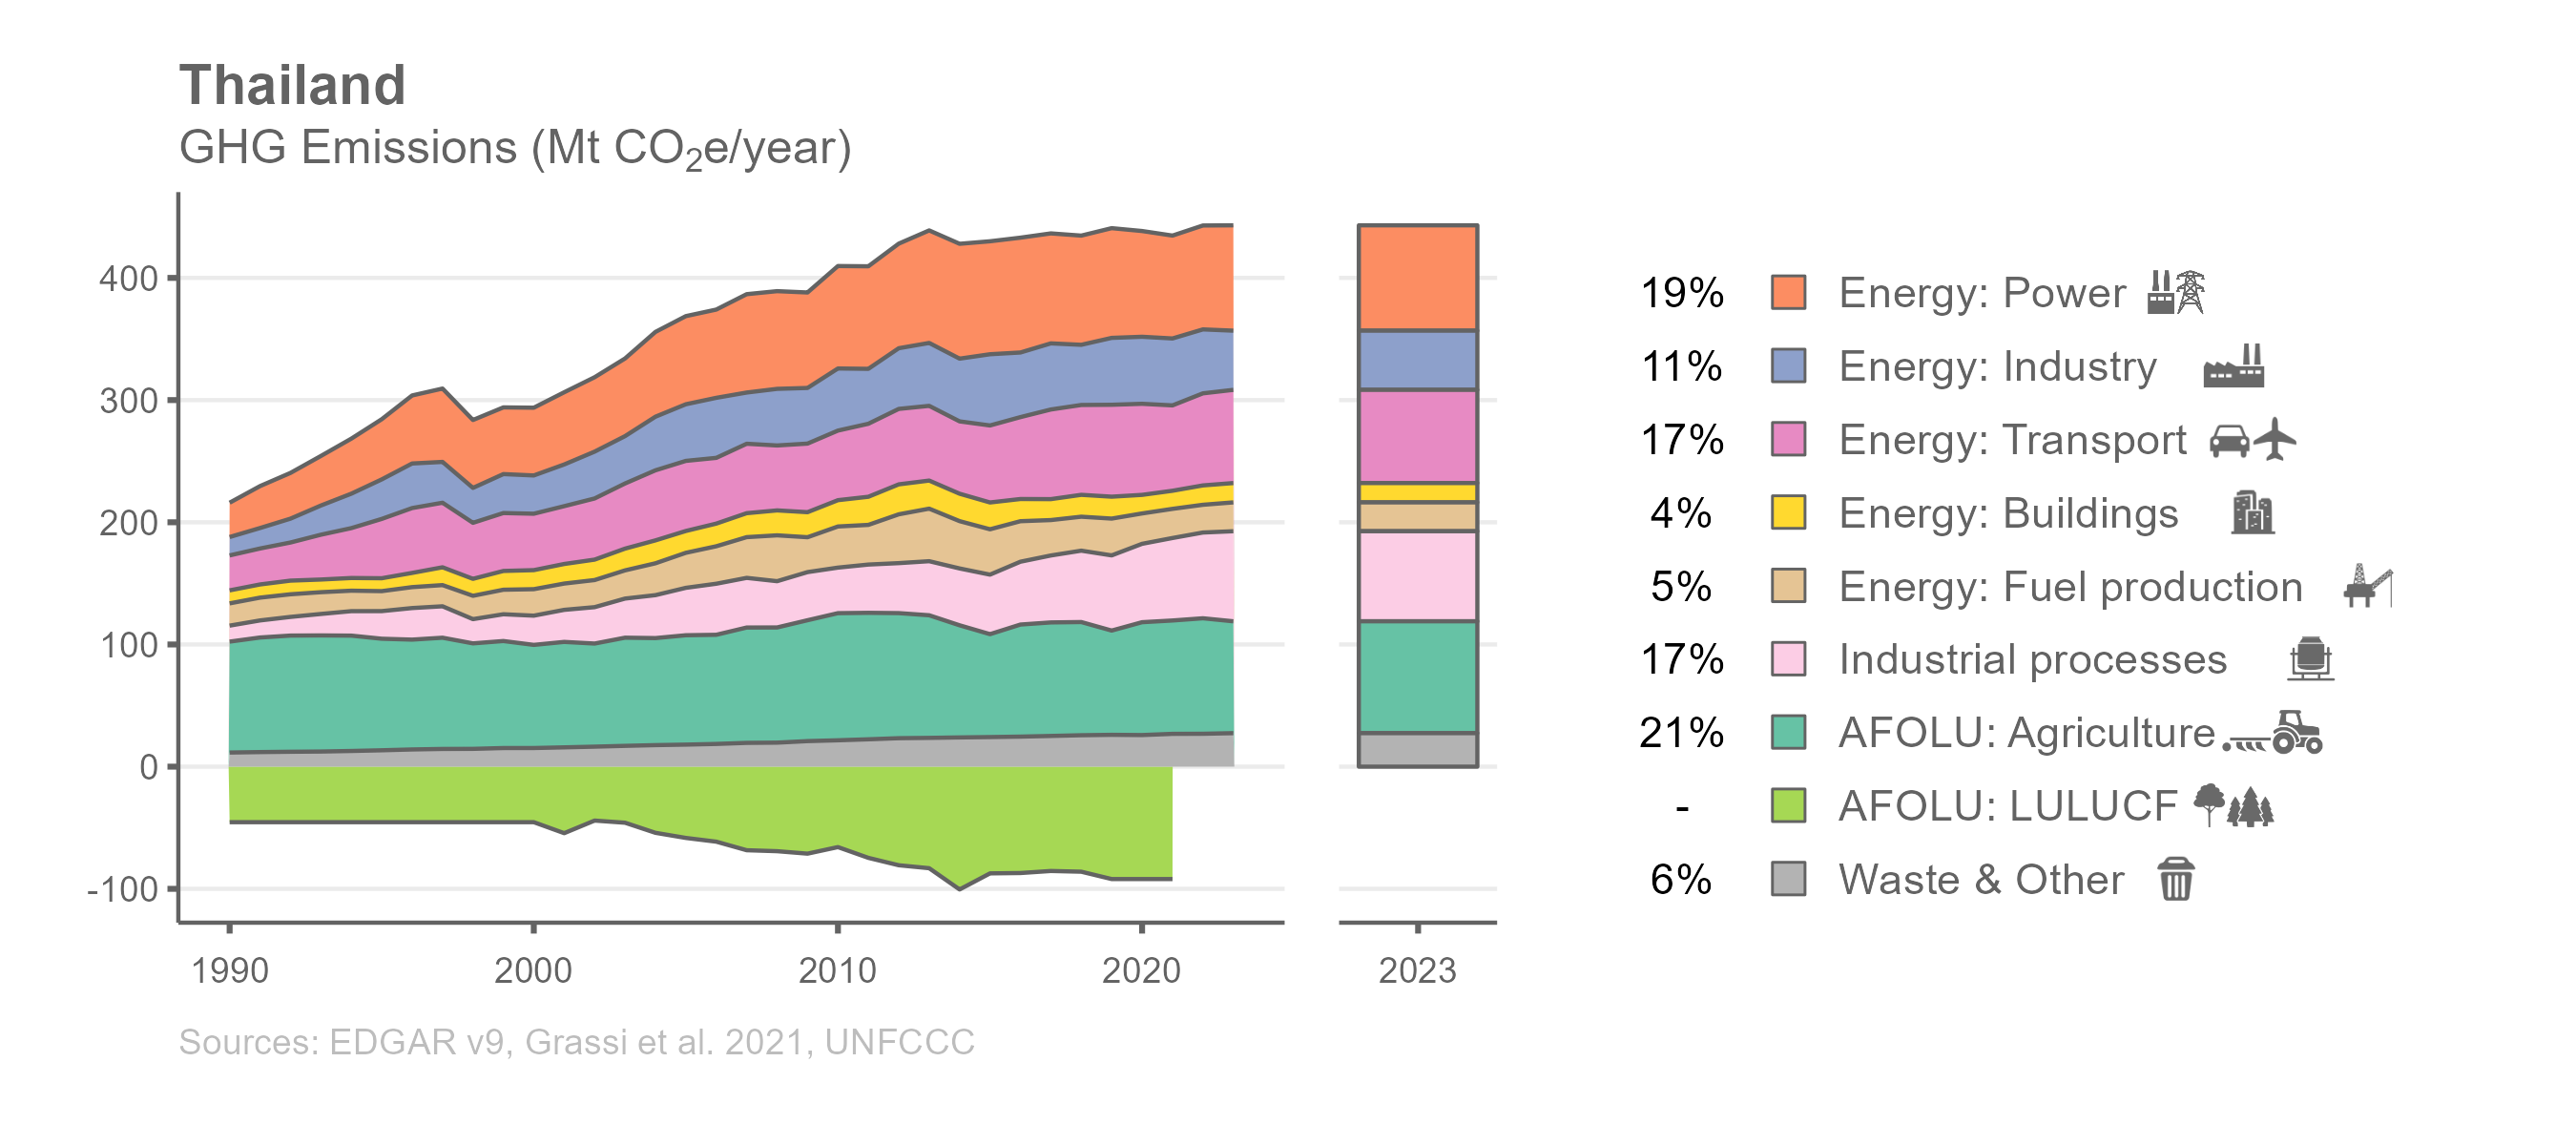 Thailand
GHG Emissions (Mt CO₂e/year)
400
300
200
100
0
-100
1990
2000
2010
2020
2023
19% Energy: Power
11% Energy: Industry
17% Energy: Transport
4% Energy: Buildings
5% Energy: Fuel production
17% Industrial processes
21% AFOLU: Agriculture
- AFOLU: LULUCF
6% Waste & Other
Sources: EDGAR v9, Grassi et al. 2021, UNFCCC